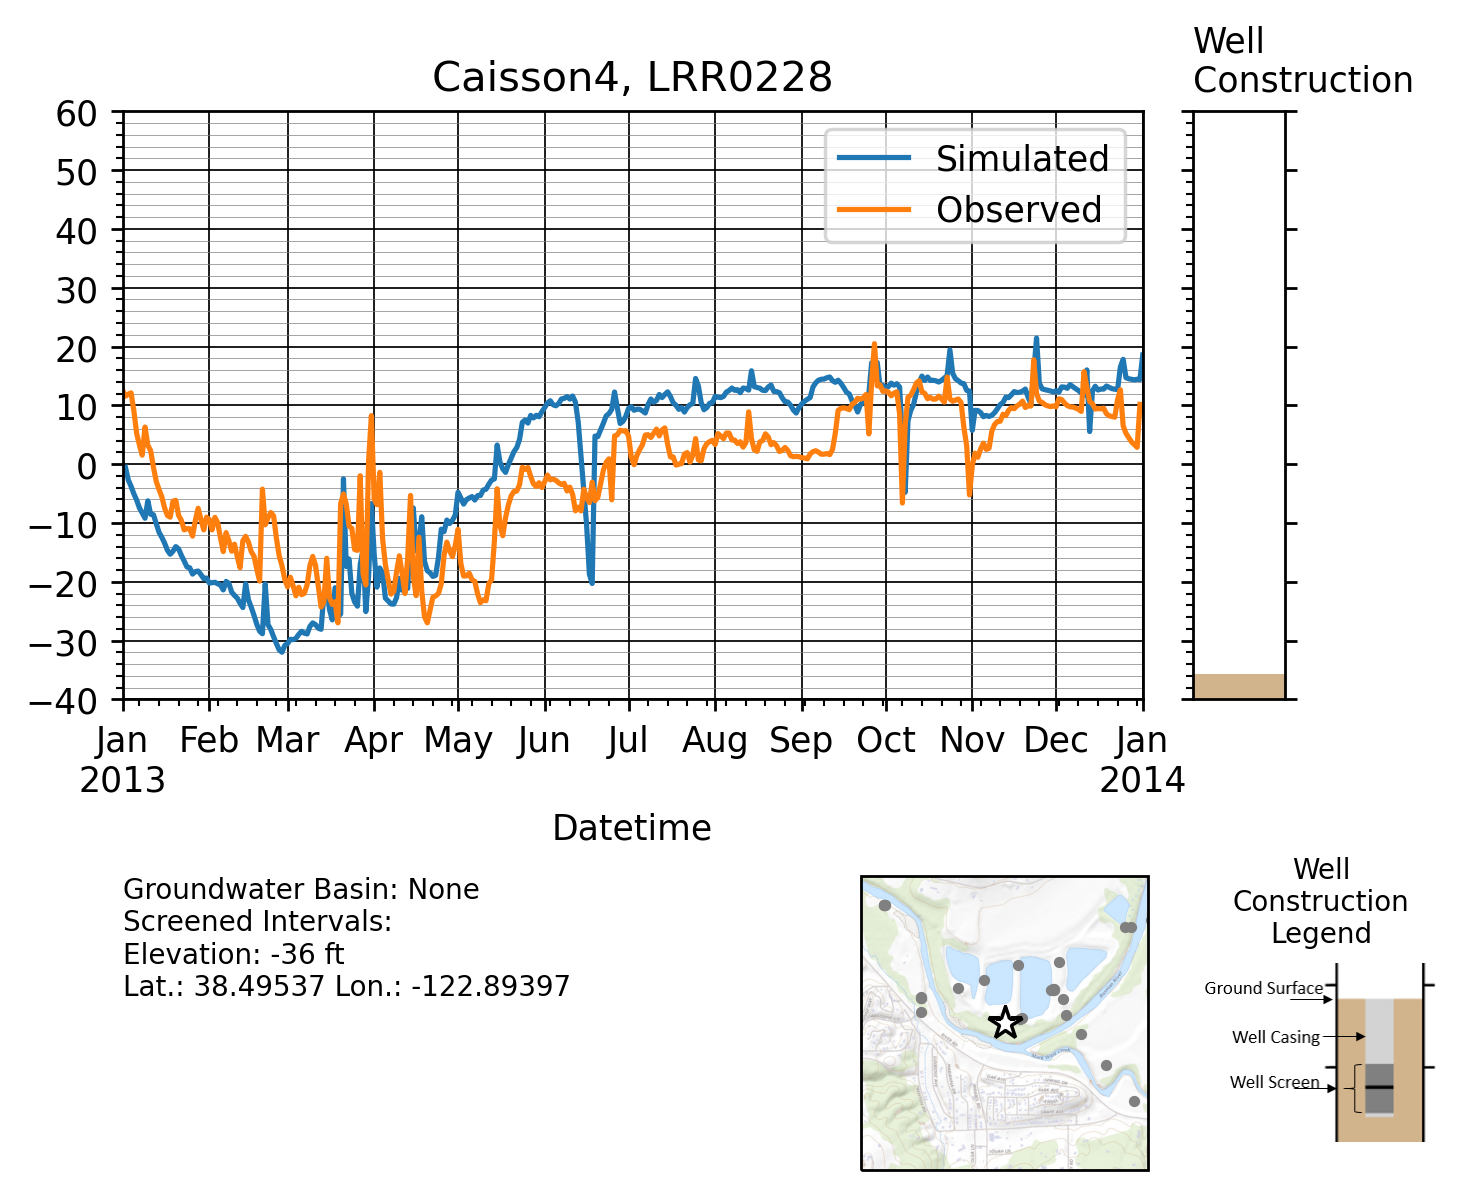 Well
Construction
Caisson4, LRR0228
60
50
40
30
20
10
0
−10
−20
−30
−40
Simulated
Observed
Jan Feb Mar Apr May Jun Jul Aug Sep Oct Nov Dec Jan
2013 2014
Datetime
Groundwater Basin: None
Screened Intervals:
Elevation: -36 ft
Lat.: 38.49537 Lon.: -122.89397
Well
Construction
Legend
Ground Surface
Well Casing
Well Screen